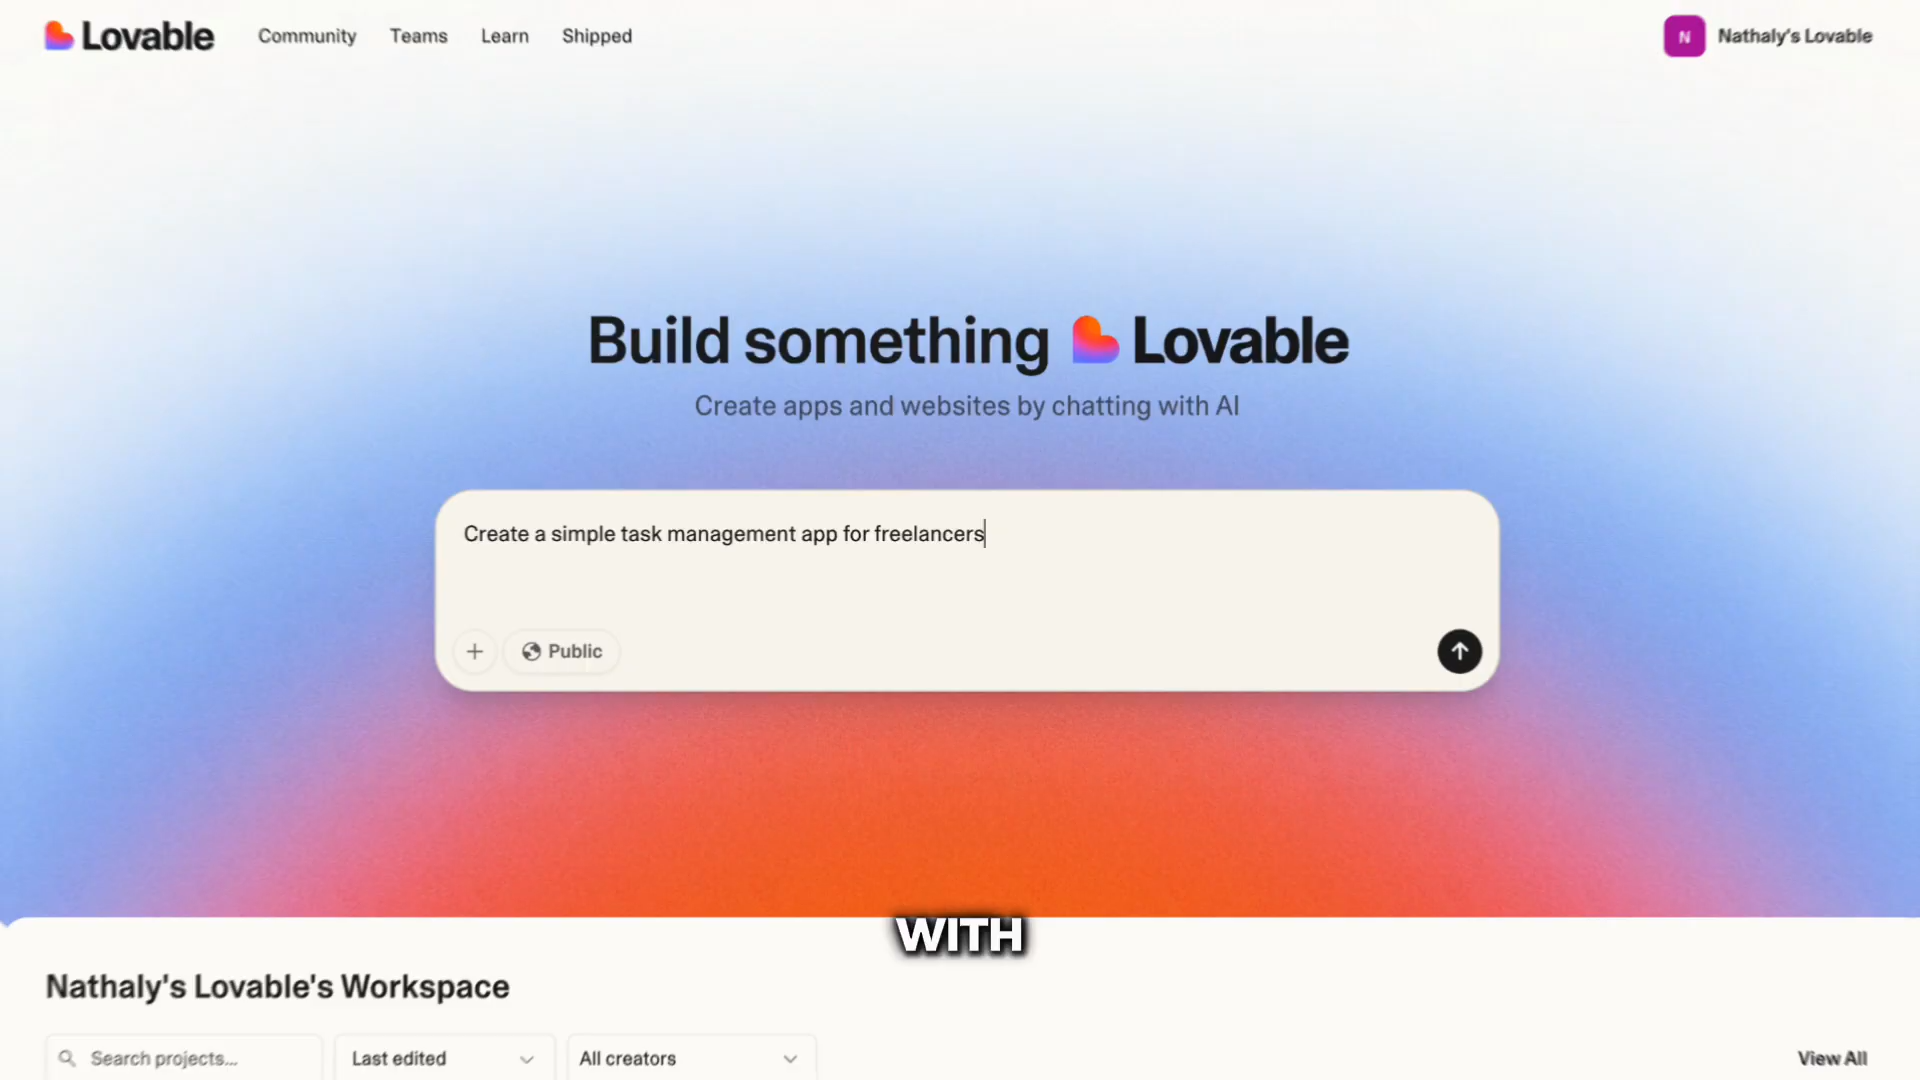 Lovable Community Teams Learn Shipped N Nathaly's Lovable
Build something Lovable
Create apps and websites by chatting with AI
Create a simple task management app for freelancers
Public
WITH
Nathaly's Lovable's Workspace
Search projects... Last edited All creators View All